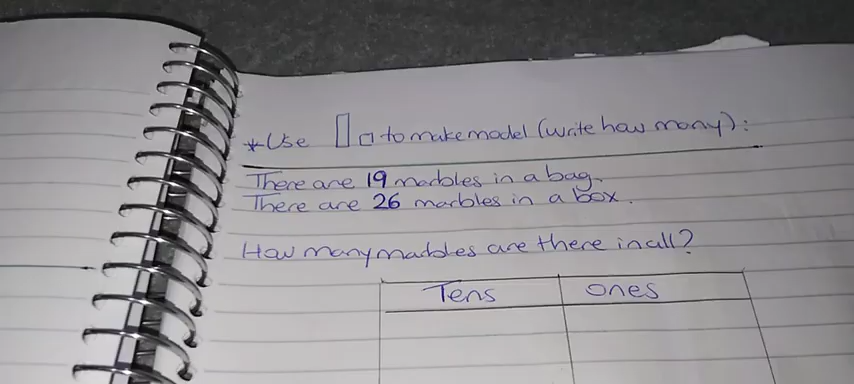 *Use ▯ □ to make model (write how many):
There are 19 marbles in a bag.
There are 26 marbles in a box.
How many marbles are there in all?
Tens ones